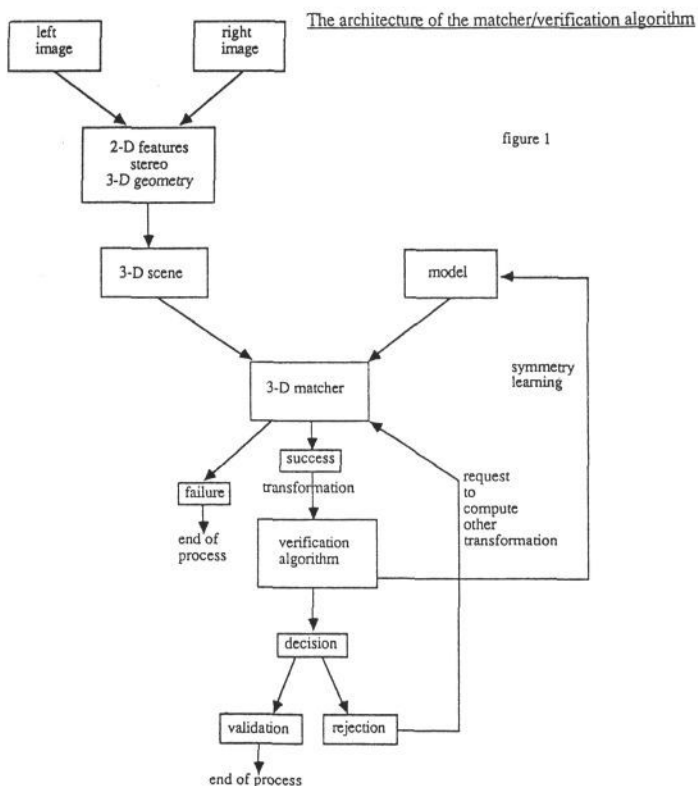 The architecture of the matcher/verification algorithm
left
image
right
image
figure 1
2-D features
stereo
3-D geometry
3-D scene
model
symmetry
learning
3-D matcher
success
transformation
failure
end of
process
request
to
compute
other
transformation
verification
algorithm
decision
validation
rejection
end of process